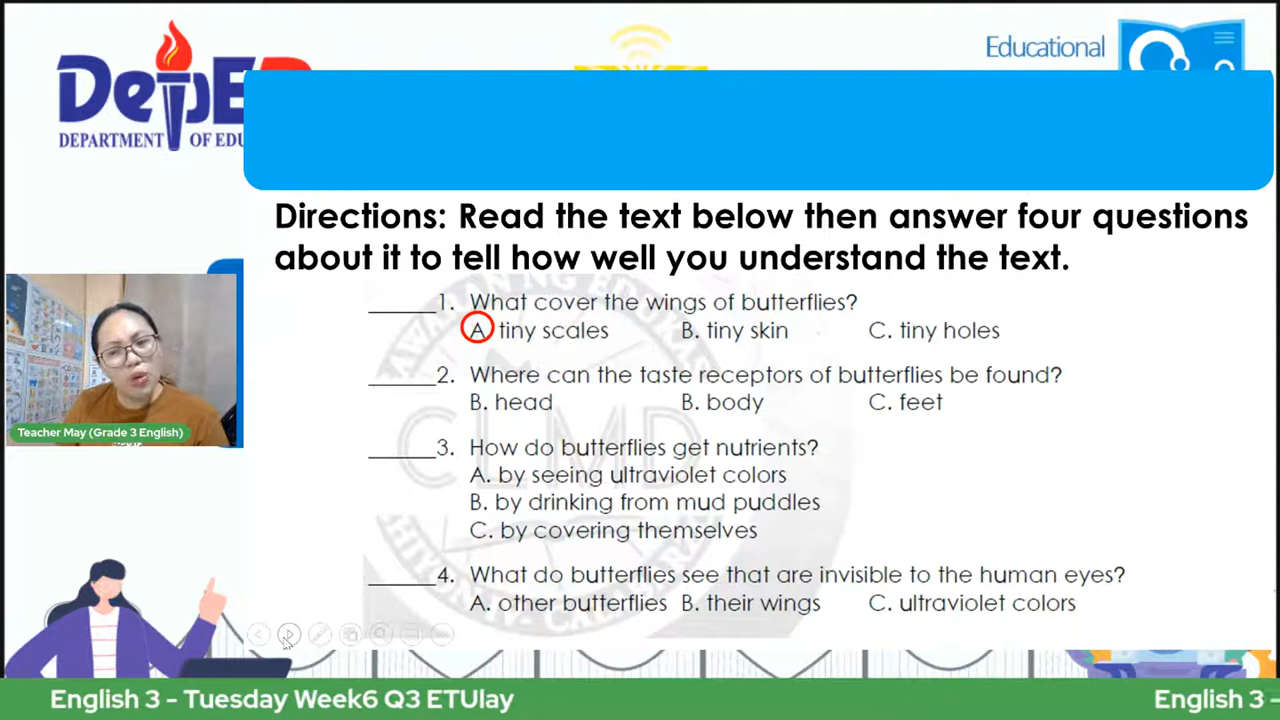 DepED
DEPARTMENT OF EDU
Educational
Directions: Read the text below then answer four questions
about it to tell how well you understand the text.
______1. What cover the wings of butterflies?
A. tiny scales B. tiny skin C. tiny holes
______2. Where can the taste receptors of butterflies be found?
B. head B. body C. feet
______3. How do butterflies get nutrients?
A. by seeing ultraviolet colors
B. by drinking from mud puddles
C. by covering themselves
______4. What do butterflies see that are invisible to the human eyes?
A. other butterflies B. their wings C. ultraviolet colors
CLMD
Teacher May (Grade 3 English)
English 3 - Tuesday Week6 Q3 ETUlay
English 3 -